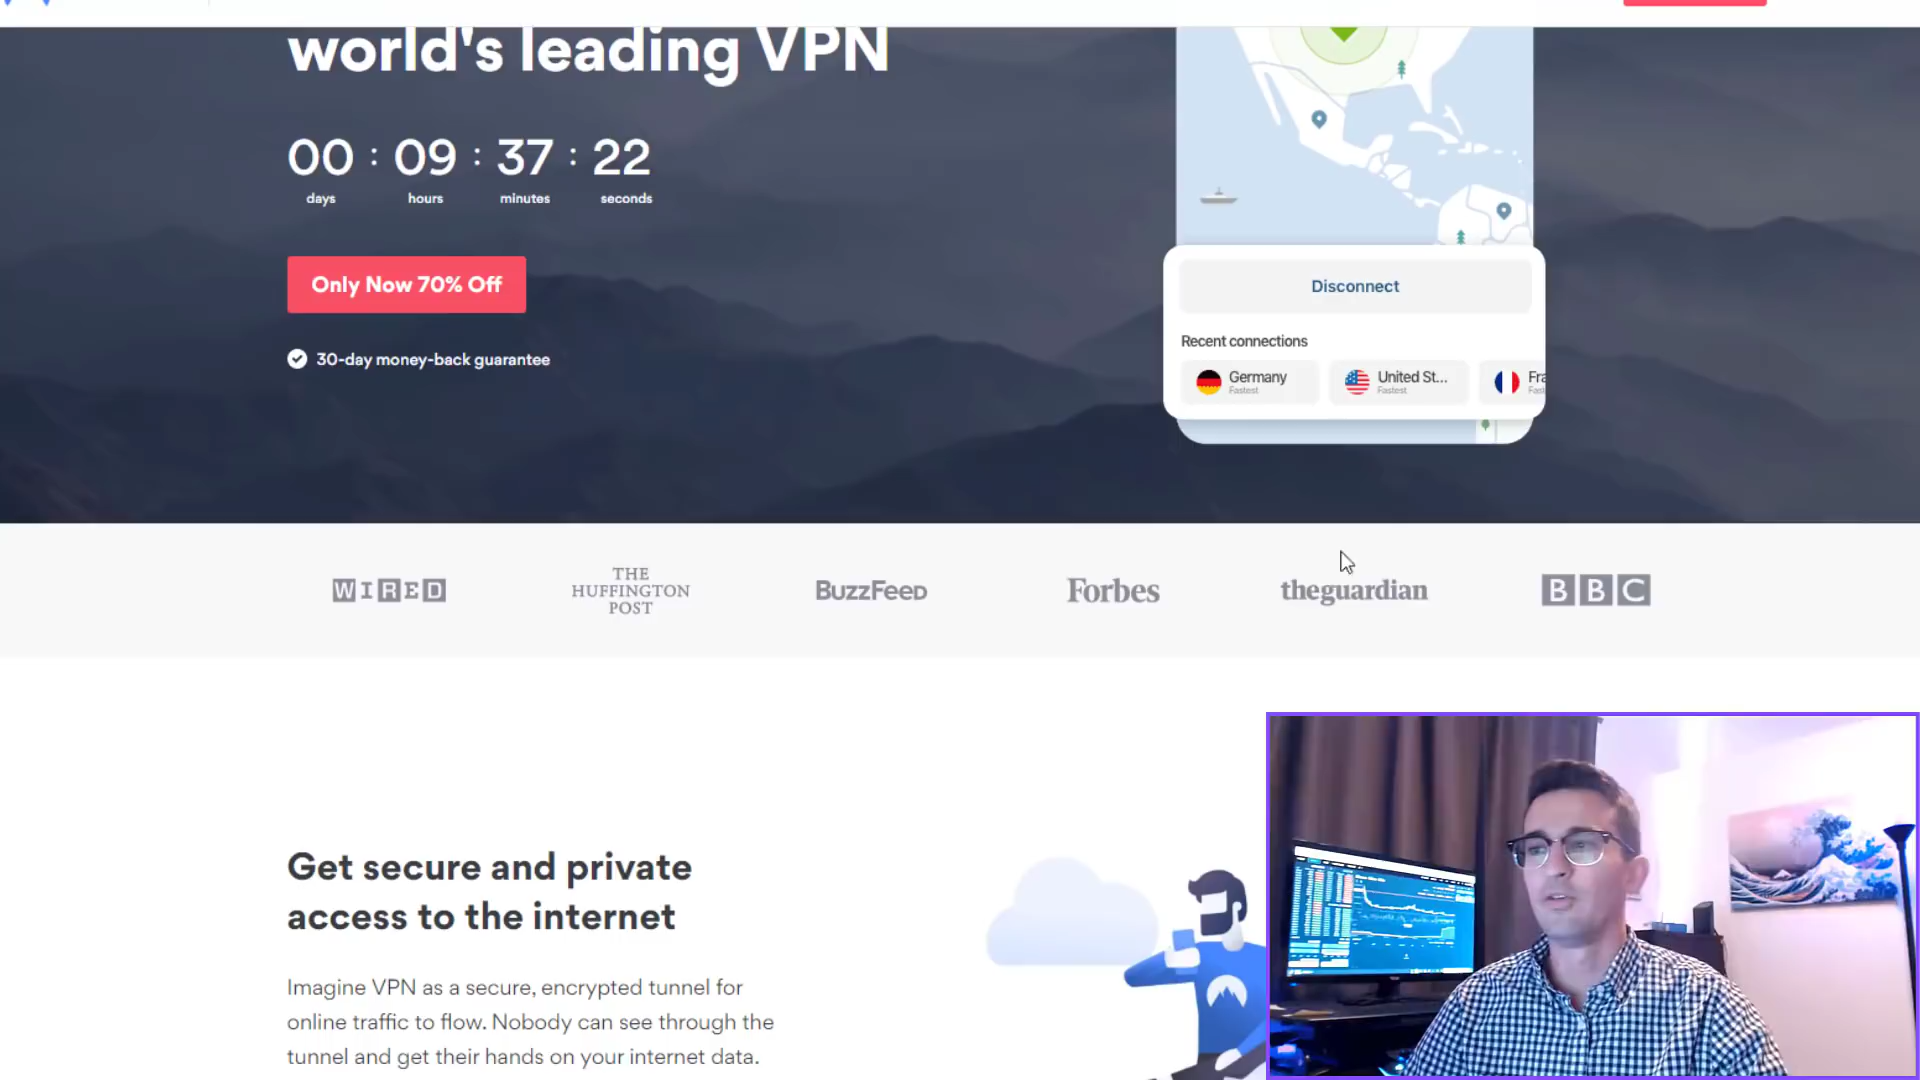 world's leading VPN
00 : 09 : 37 : 22
days hours minutes seconds
Only Now 70% Off
30-day money-back guarantee
Disconnect
Recent connections
Germany
Fastest
United St...
Fastest
Fra
Fas
WIRED
THE
HUFFINGTON
POST
BuzzFeed
Forbes
theguardian
BBC
Get secure and private
access to the internet
Imagine VPN as a secure, encrypted tunnel for
online traffic to flow. Nobody can see through the
tunnel and get their hands on your internet data.